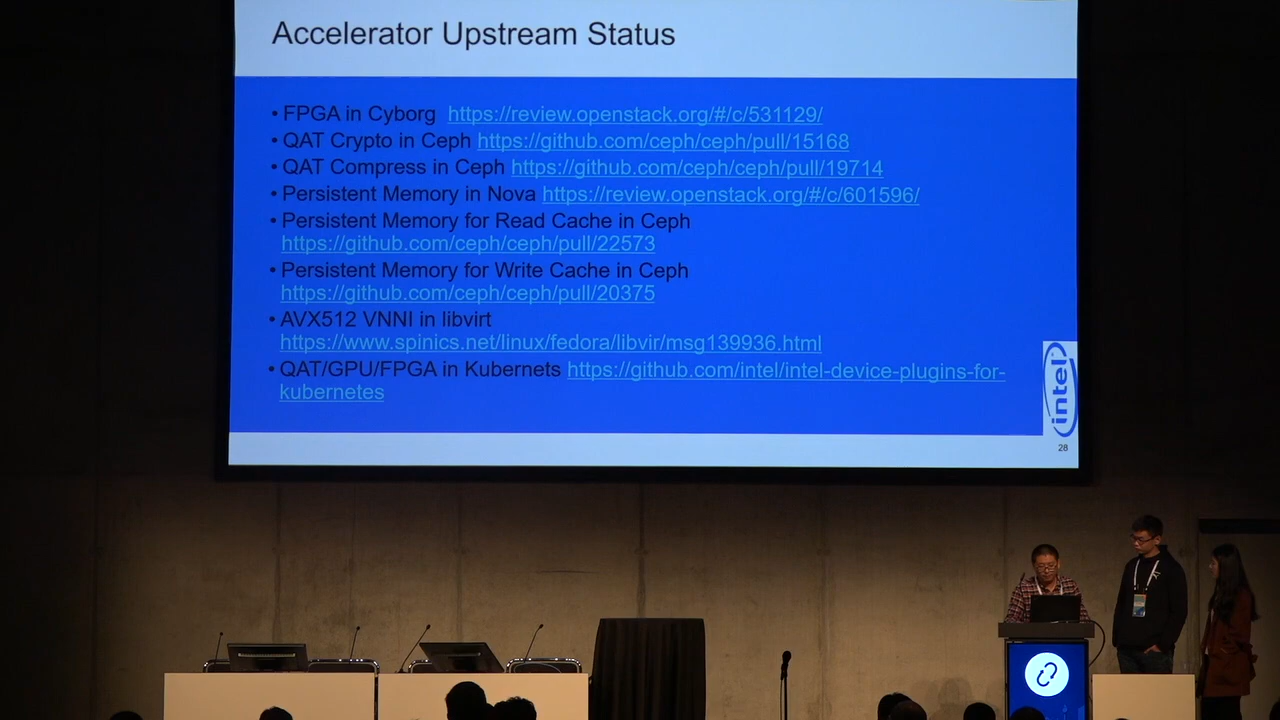 Accelerator Upstream Status
• FPGA in Cyborg https://review.openstack.org/#/c/531129/
• QAT Crypto in Ceph https://github.com/ceph/ceph/pull/15168
• QAT Compress in Ceph https://github.com/ceph/ceph/pull/19714
• Persistent Memory in Nova https://review.openstack.org/#/c/601596/
• Persistent Memory for Read Cache in Ceph
https://github.com/ceph/ceph/pull/22573
• Persistent Memory for Write Cache in Ceph
https://github.com/ceph/ceph/pull/20375
• AVX512 VNNI in libvirt
https://www.spinics.net/linux/fedora/libvir/msg139936.html
• QAT/GPU/FPGA in Kubernets https://github.com/intel/intel-device-plugins-for-
kubernetes
intel
28